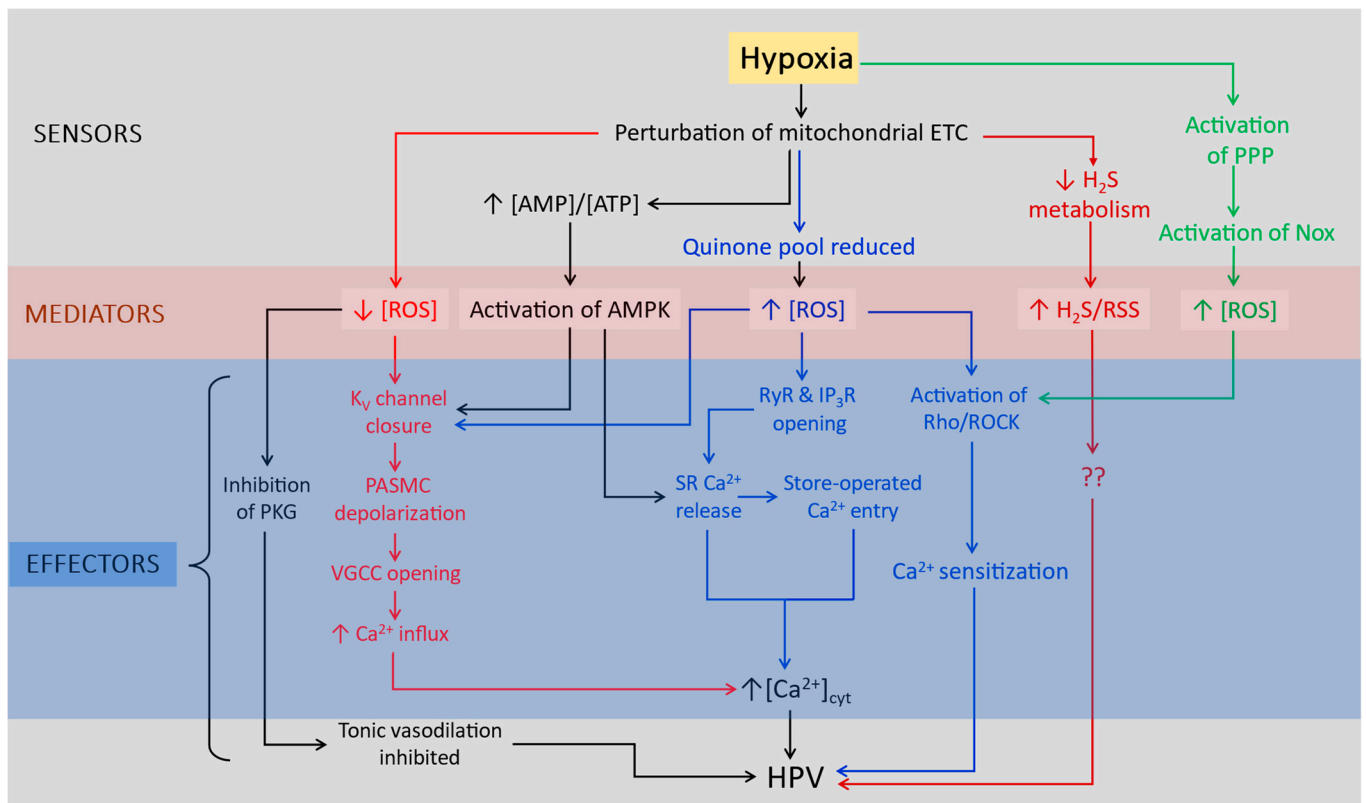 Hypoxia
SENSORS
Perturbation of mitochondrial ETC
Activation
of PPP
↓ H₂S
metabolism
↑ [AMP]/[ATP]
Quinone pool reduced
Activation of Nox
MEDIATORS
↓ [ROS]
Activation of AMPK
↑ [ROS]
↑ H₂S/RSS
↑ [ROS]
K_V channel
closure
RyR & IP₃R
opening
Activation of
Rho/ROCK
Inhibition
of PKG
PASMC
depolarization
SR Ca²⁺
release
Store-operated
Ca²⁺ entry
??
EFFECTORS
VGCC opening
Ca²⁺ sensitization
↑ Ca²⁺ influx
↑[Ca²⁺]cyt
Tonic vasodilation
inhibited
HPV